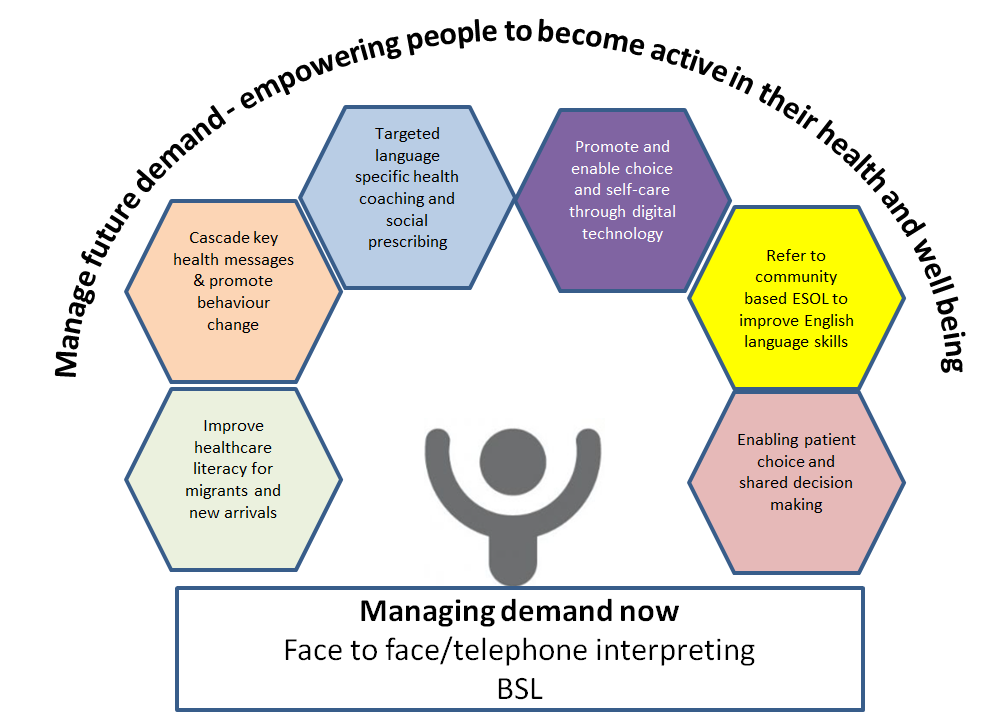 Manage future demand - empowering people to become active in their health and well being
Targeted
language
specific health
coaching and
social
prescribing
Promote and
enable choice
and self-care
through digital
technology
Cascade key
health messages
& promote
behaviour
change
Refer to
community
based ESOL to
improve English
language skills
Improve
healthcare
literacy for
migrants and
new arrivals
Enabling patient
choice and
shared decision
making
Managing demand now
Face to face/telephone interpreting
BSL